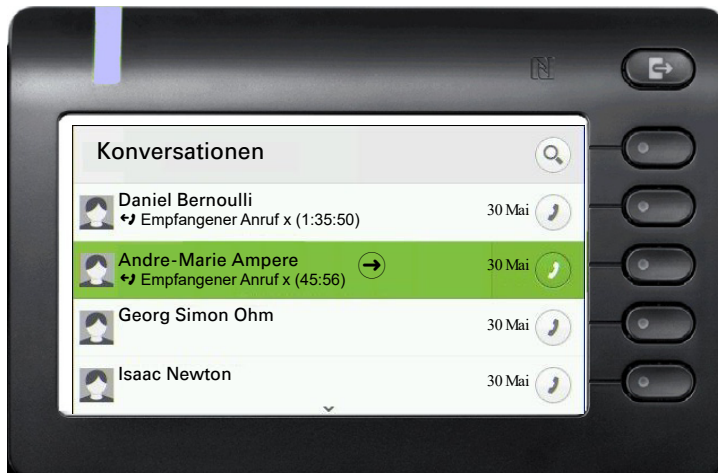 Konversationen
Daniel Bernoulli
Empfangener Anruf x (1:35:50)
30 Mai
Andre-Marie Ampere
Empfangener Anruf x (45:56)
30 Mai
Georg Simon Ohm
30 Mai
Isaac Newton
30 Mai